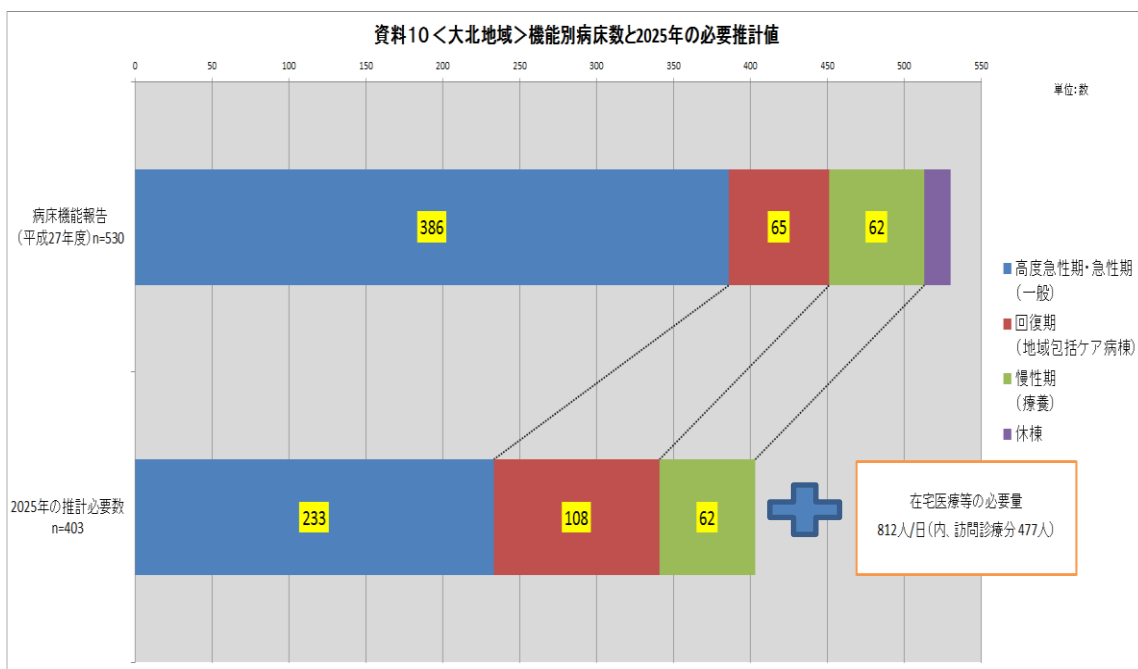 資料10＜大北地域＞機能別病床数と2025年の必要推計値
0 50 100 150 200 250 300 350 400 450 500 550
単位：数
病床機能報告
（平成27年度）n=530
386 65 62
高度急性期・急性期
（一般）
回復期
（地域包括ケア病棟）
慢性期
（療養）
休棟
2025年の推計必要数
n=403
233 108 62
在宅医療等の必要量
812人/日（内、訪問診療分477人）